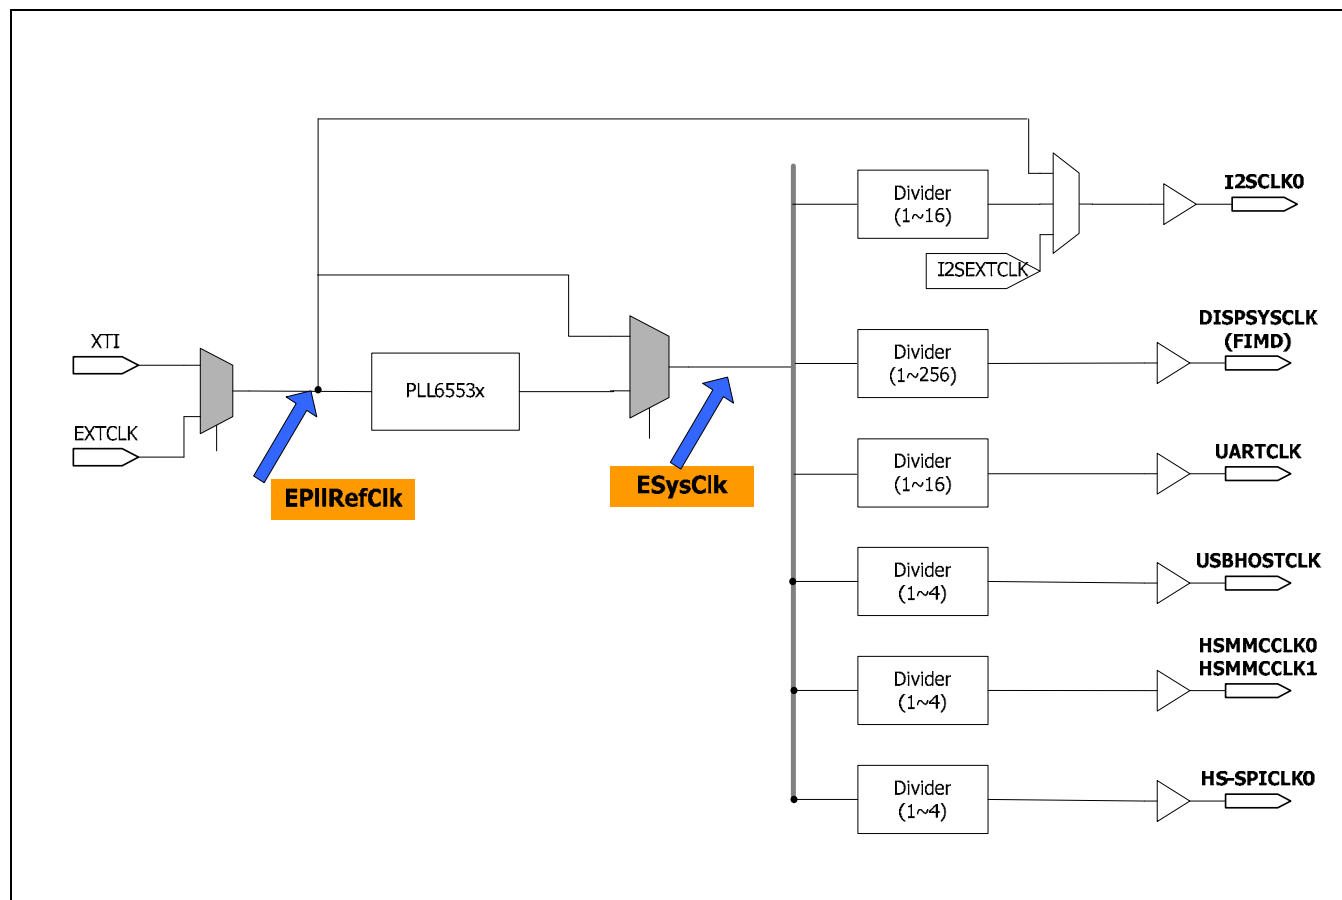 Divider
(1~16)
I2SCLK0
I2SEXTCLK
XTI
EXTCLK
PLL6553x
EPllRefClk
ESysClk
Divider
(1~256)
DISPSYSCLK
(FIMD)
Divider
(1~16)
UARTCLK
Divider
(1~4)
USBHOSTCLK
Divider
(1~4)
HSMMCCLK0
HSMMCCLK1
Divider
(1~4)
HS-SPICLK0